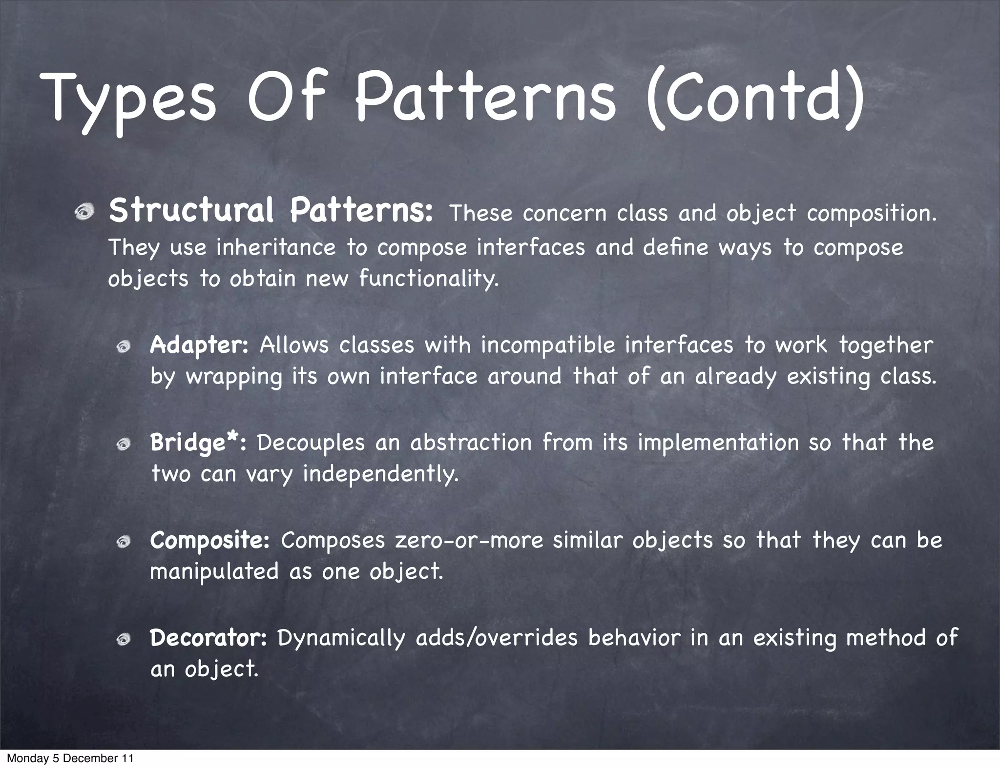 Types Of Patterns (Contd)
Structural Patterns: These concern class and object composition.
They use inheritance to compose interfaces and define ways to compose
objects to obtain new functionality.
Adapter: Allows classes with incompatible interfaces to work together
by wrapping its own interface around that of an already existing class.
Bridge*: Decouples an abstraction from its implementation so that the
two can vary independently.
Composite: Composes zero-or-more similar objects so that they can be
manipulated as one object.
Decorator: Dynamically adds/overrides behavior in an existing method of
an object.
Monday 5 December 11